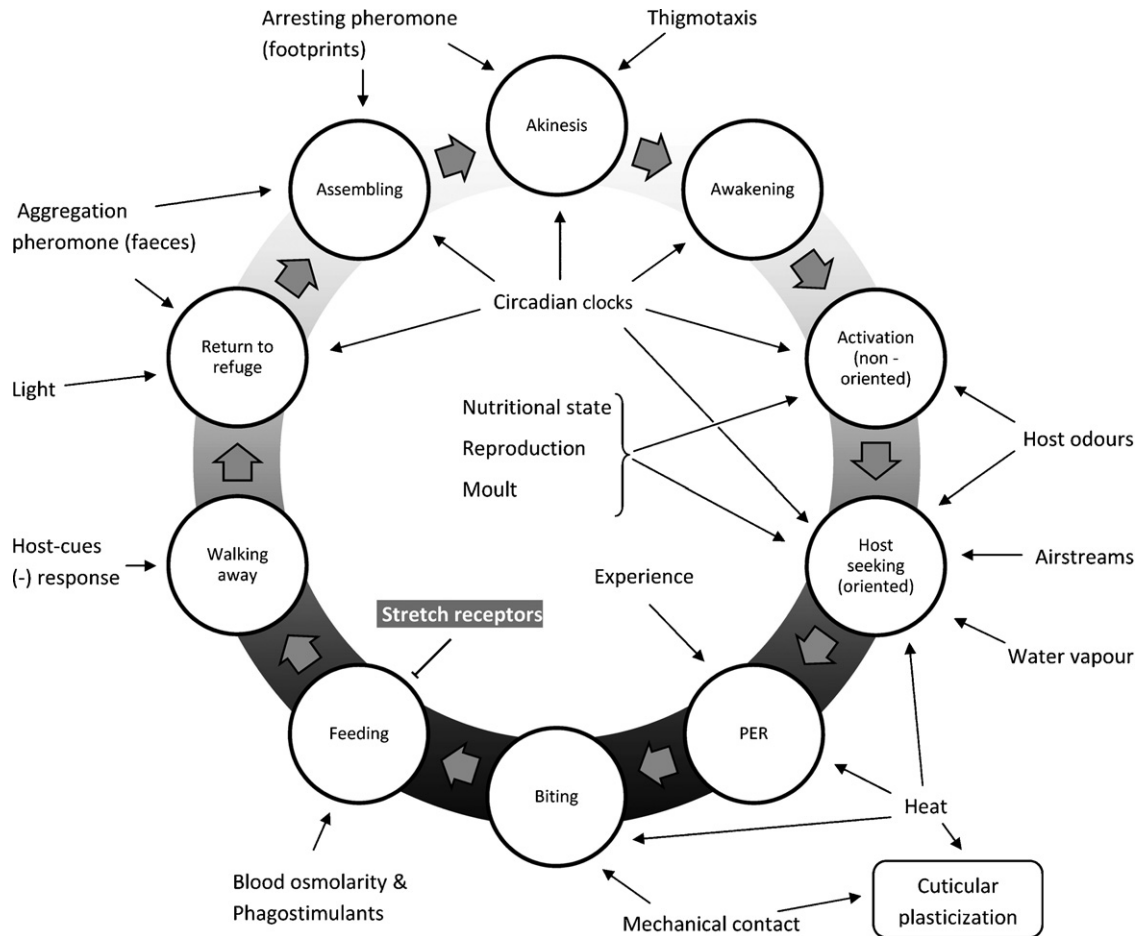 Arresting pheromone
(footprints)
Thigmotaxis
Akinesis
Assembling
Awakening
Aggregation
pheromone (faeces)
Circadian clocks
Return to
refuge
Activation
(non -
oriented)
Light
Nutritional state
Reproduction
Moult
Host odours
Host-cues
(-) response
Walking
away
Host
seeking
(oriented)
Airstreams
Experience
Stretch receptors
Water vapour
Feeding
PER
Biting
Heat
Blood osmolarity &
Phagostimulants
Mechanical contact
Cuticular
plasticization